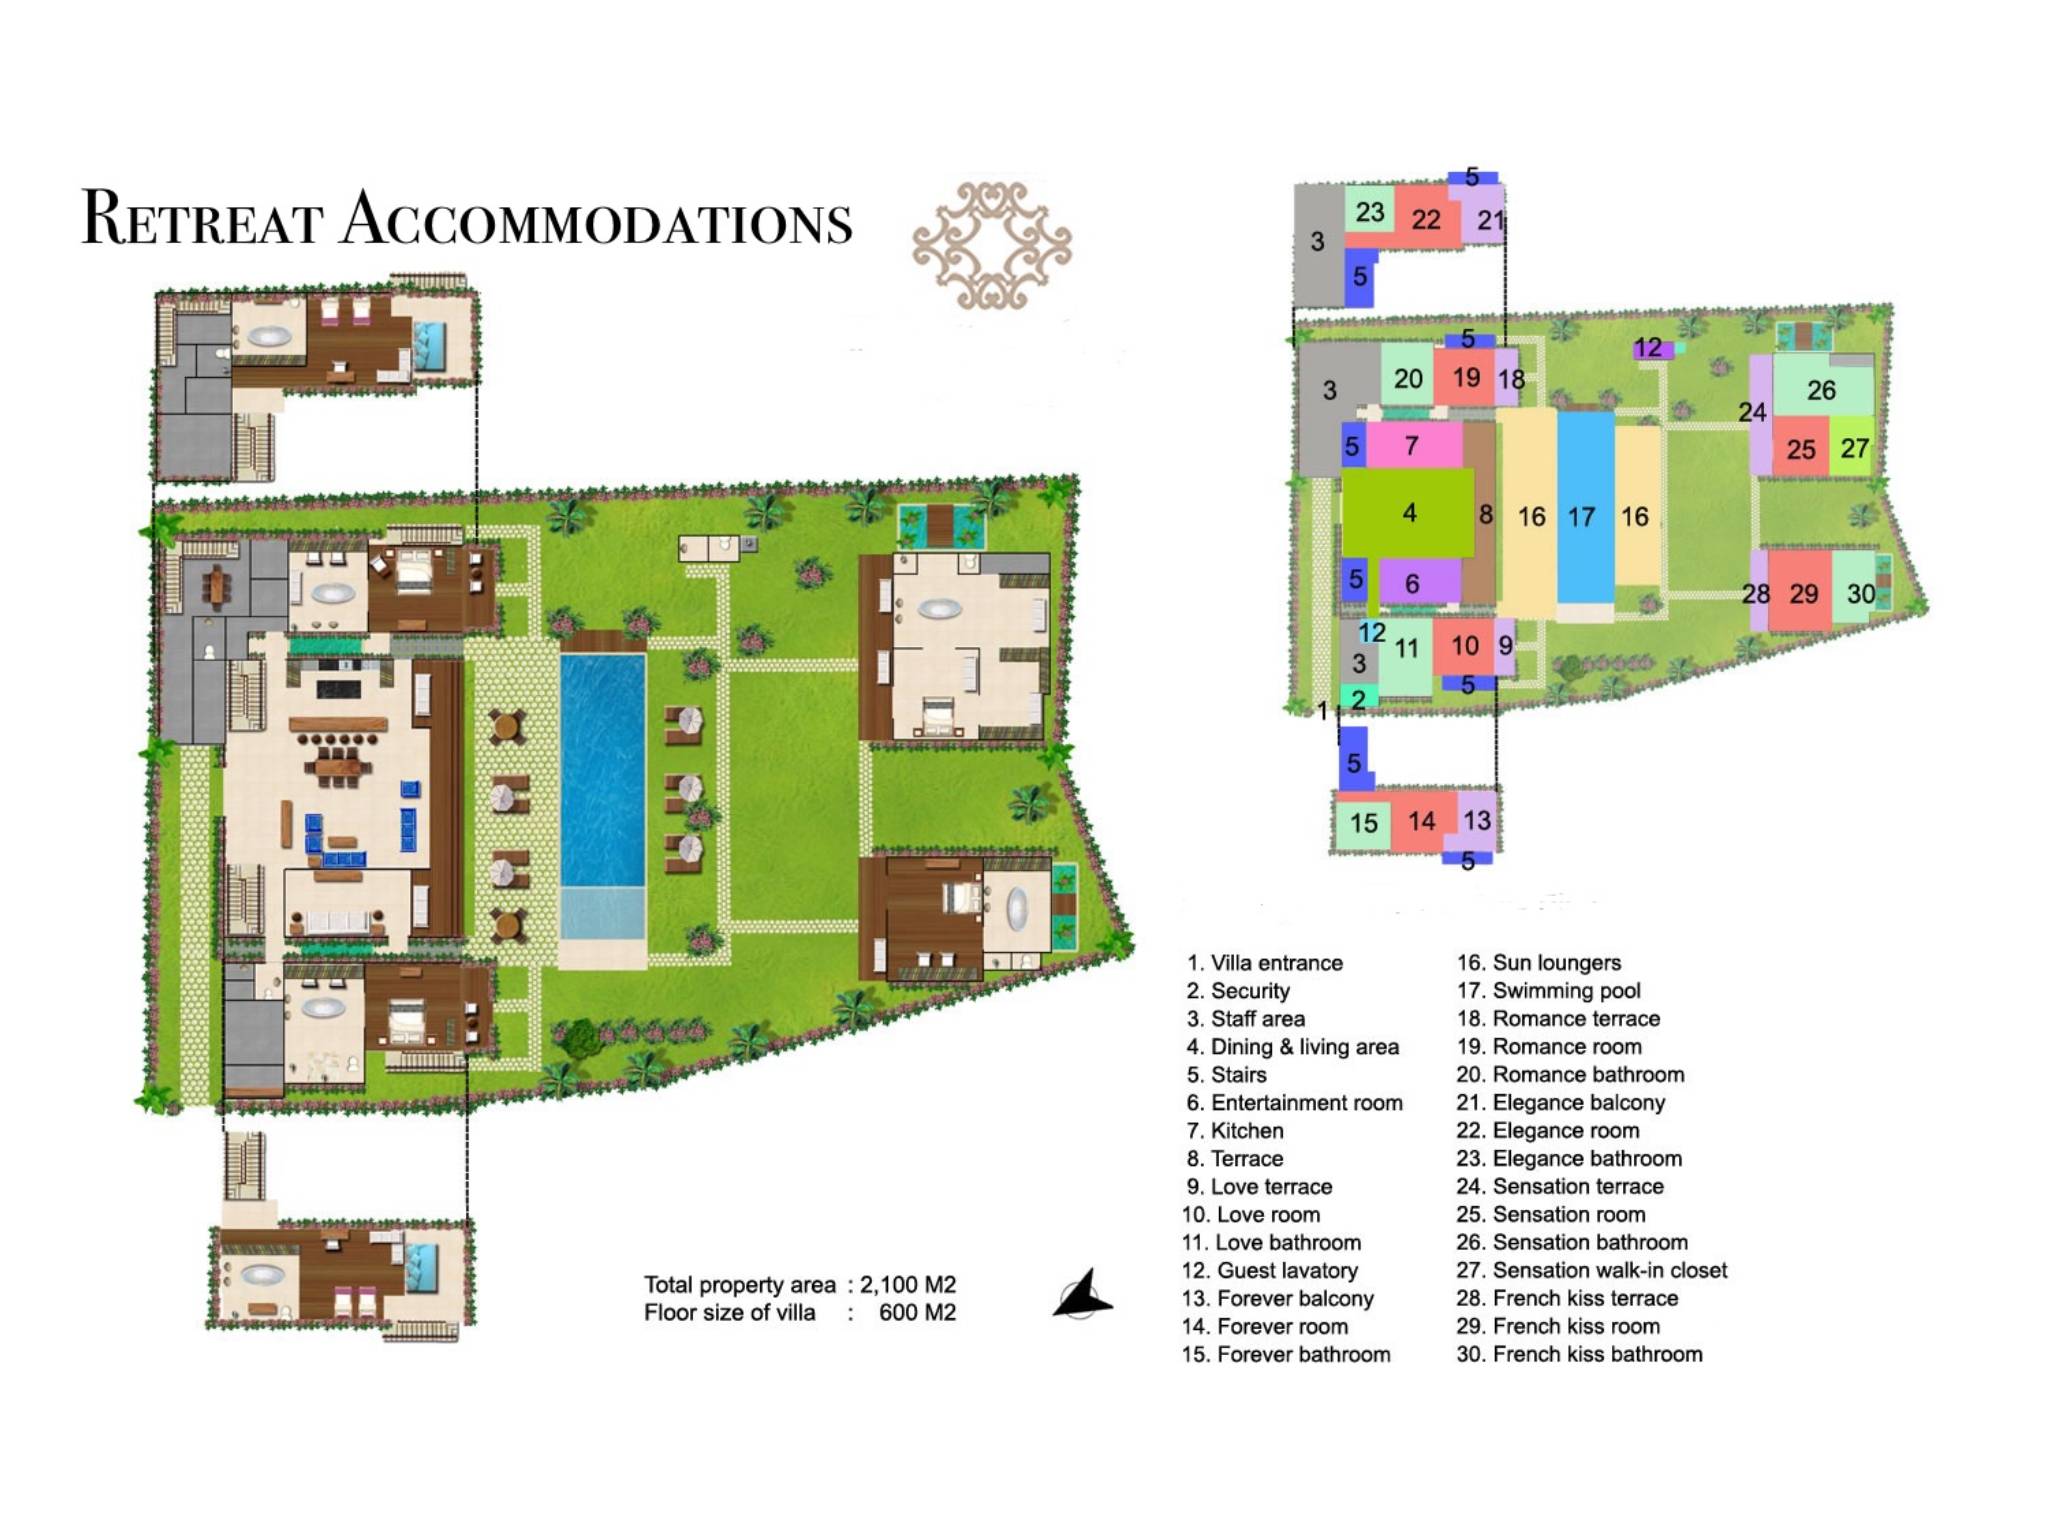 RETREAT ACCOMMODATIONS
5
23
22
21
3
5
5
12
20
19
18
3
26
24
5
7
25
27
4
8
16
17
16
5
6
28
29
30
12
11
10
9
3
5
2
1
5
15
14
13
5
1. Villa entrance
2. Security
3. Staff area
4. Dining & living area
5. Stairs
6. Entertainment room
7. Kitchen
8. Terrace
9. Love terrace
10. Love room
11. Love bathroom
12. Guest lavatory
13. Forever balcony
14. Forever room
15. Forever bathroom
16. Sun loungers
17. Swimming pool
18. Romance terrace
19. Romance room
20. Romance bathroom
21. Elegance balcony
22. Elegance room
23. Elegance bathroom
24. Sensation terrace
25. Sensation room
26. Sensation bathroom
27. Sensation walk-in closet
28. French kiss terrace
29. French kiss room
30. French kiss bathroom
Total property area : 2,100 M2
Floor size of villa : 600 M2